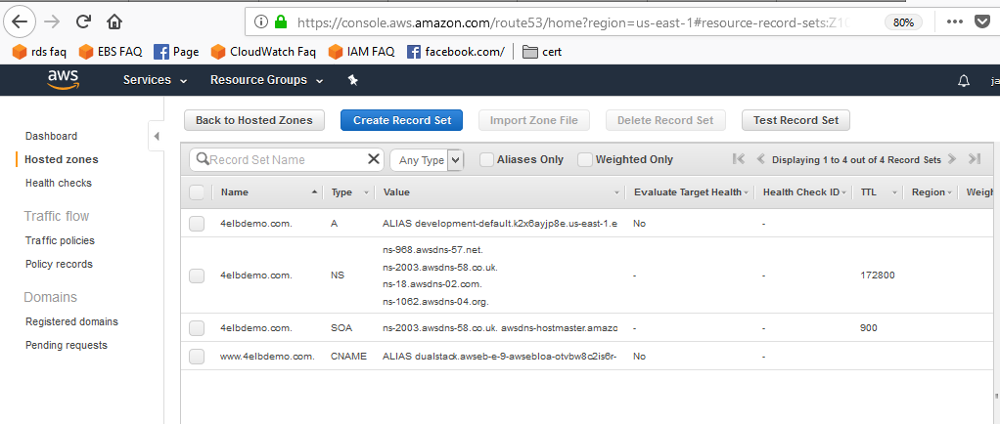 https://console.aws.amazon.com/route53/home?region=us-east-1#resource-record-sets:Z1C
80%
rds faq EBS FAQ Page CloudWatch Faq IAM FAQ facebook.com/ cert
aws Services Resource Groups ja
Back to Hosted Zones Create Record Set Import Zone File Delete Record Set Test Record Set
Dashboard
Hosted zones
Health checks
Traffic flow
Traffic policies
Policy records
Domains
Registered domains
Pending requests
Record Set Name Any Type Aliases Only Weighted Only Displaying 1 to 4 out of 4 Record Sets
Name Type Value Evaluate Target Health Health Check ID TTL Region Weigh
4elbdemo.com. A ALIAS development-default.k2x6ayjp8e.us-east-1.e No -
4elbdemo.com. NS ns-968.awsdns-57.net.
ns-2003.awsdns-58.co.uk.
ns-18.awsdns-02.com.
ns-1062.awsdns-04.org. - - 172800
4elbdemo.com. SOA ns-2003.awsdns-58.co.uk. awsdns-hostmaster.amazo - - 900
www.4elbdemo.com. CNAME ALIAS dualstack.awseb-e-9-awsebloa-otvbw8c2is6r- No -